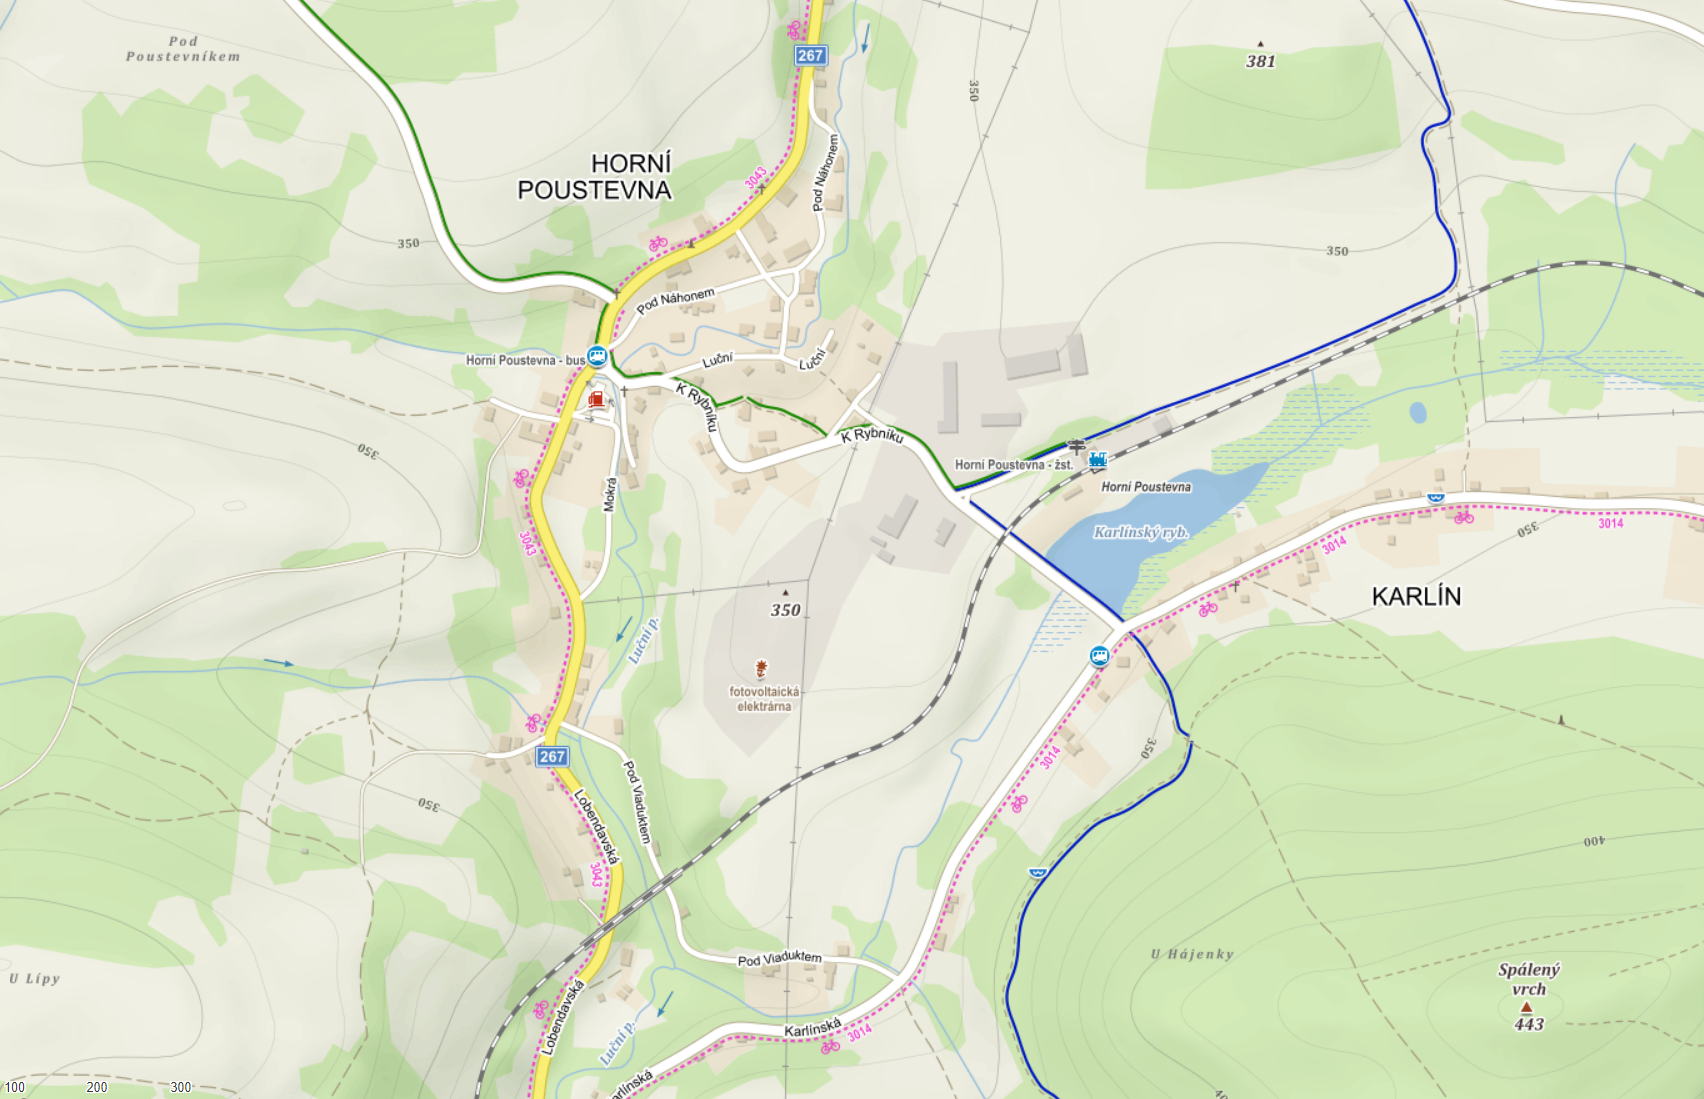 Pod
Poustevníkem
267
381
350
HORNÍ
POUSTEVNA
3043
Pod Náhonem
350
350
Pod Náhonem
Horní Poustevna - bus
Luční
Luční
K Rybníku
K Rybníku
350
Horní Poustevna - žst.
Horní Poustevna
Mokrá
3043
Karlínský ryb.
3014
350
3014
KARLÍN
350
Luční p.
fotovoltaická
elektrárna
267
350
3014
Pod Viaduktem
350
Lobendavská
3043
400
U Hájenky
Pod Viaduktem
U Lípy
Spálený
vrch
443
Lobendavská
Luční p.
Karlínská
3014
arlínská
100 200 300
40